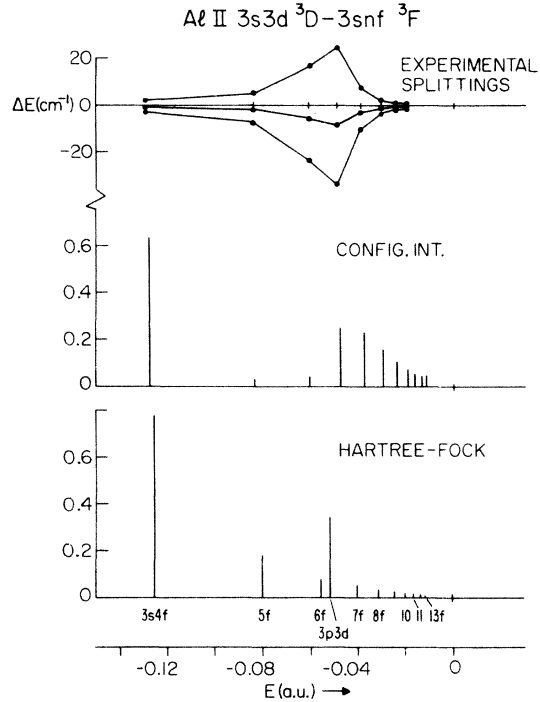 Aℓ II 3s3d ³D–3snf ³F
EXPERIMENTAL
SPLITTINGS
20
ΔE(cm⁻¹) 0
-20
CONFIG. INT.
0.6
0.4
0.2
0
HARTREE-FOCK
0.6
0.4
0.2
0
3s4f 5f 6f 7f 8f 10 11 13f
3p3d
-0.12 -0.08 -0.04 0
E(a.u.) →